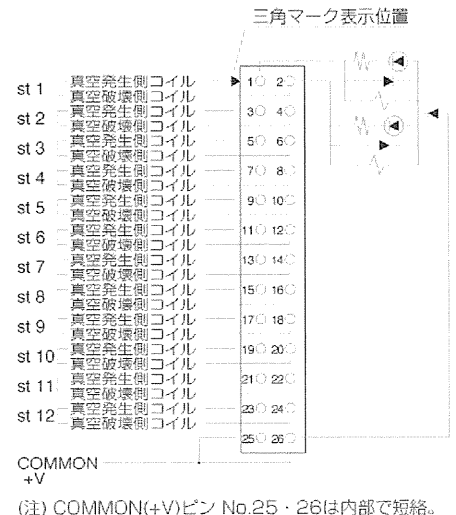 三角マーク表示位置
st 1 真空発生側コイル 1 2
真空破壊側コイル
st 2 真空発生側コイル 3 4
真空破壊側コイル
st 3 真空発生側コイル 5 6
真空破壊側コイル
st 4 真空発生側コイル 7 8
真空破壊側コイル
st 5 真空発生側コイル 9 10
真空破壊側コイル
st 6 真空発生側コイル 11 12
真空破壊側コイル
st 7 真空発生側コイル 13 14
真空破壊側コイル
st 8 真空発生側コイル 15 16
真空破壊側コイル
st 9 真空発生側コイル 17 18
真空破壊側コイル
st 10 真空発生側コイル 19 20
真空破壊側コイル
st 11 真空発生側コイル 21 22
真空破壊側コイル
st 12 真空発生側コイル 23 24
真空破壊側コイル
25 26
COMMON
+V
(注) COMMON(+V)ピン No.25・26は内部で短絡。